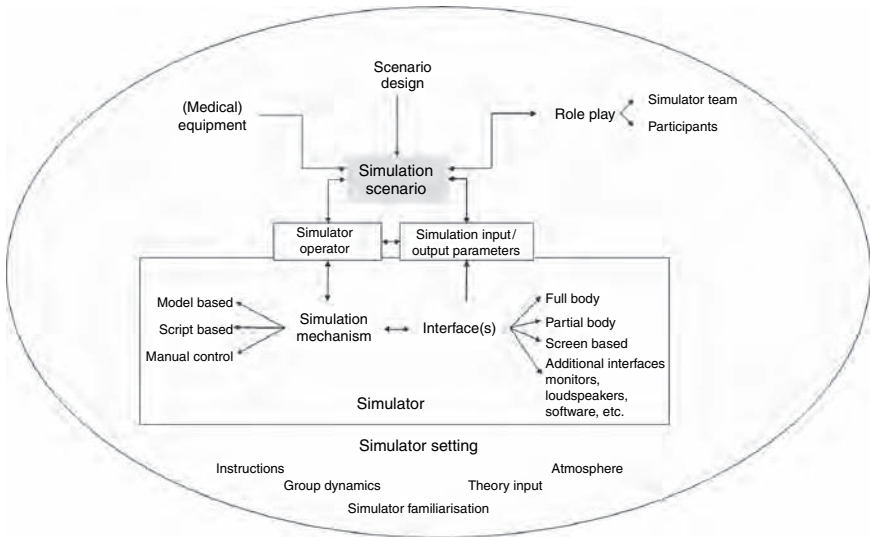 Scenario
design
(Medical)
equipment
Role play
Simulator team
Participants
Simulation
scenario
Simulator
operator
Simulation input/
output parameters
Model based
Script based
Manual control
Simulation
mechanism
Interface(s)
Full body
Partial body
Screen based
Additional interfaces
monitors,
loudspeakers,
software, etc.
Simulator
Simulator setting
Instructions
Atmosphere
Group dynamics
Theory input
Simulator familiarisation